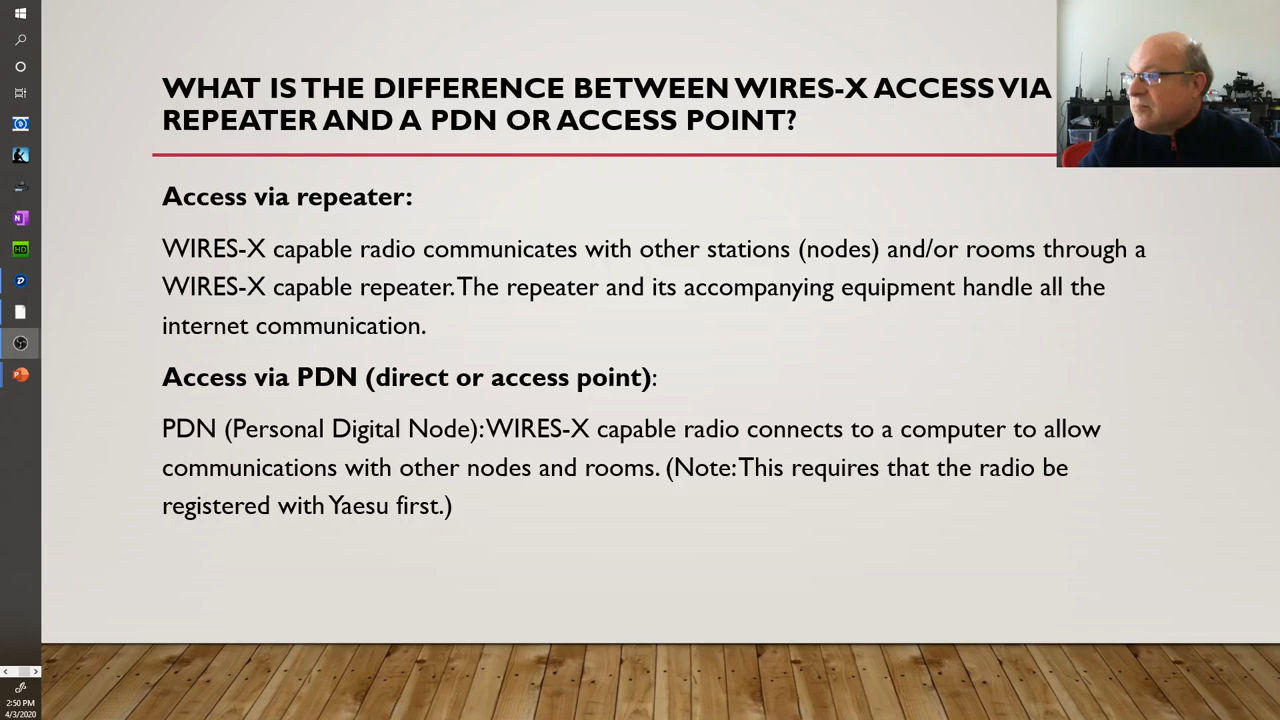 WHAT IS THE DIFFERENCE BETWEEN WIRES-X ACCESS VIA
REPEATER AND A PDN OR ACCESS POINT?
Access via repeater:
WIRES-X capable radio communicates with other stations (nodes) and/or rooms through a
WIRES-X capable repeater. The repeater and its accompanying equipment handle all the
internet communication.
Access via PDN (direct or access point):
PDN (Personal Digital Node): WIRES-X capable radio connects to a computer to allow
communications with other nodes and rooms. (Note: This requires that the radio be
registered with Yaesu first.)
N
HD
P
2:50 PM
4/3/2020